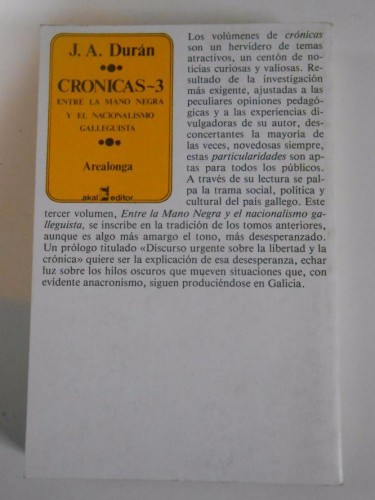 J. A. Durán
CRONICAS-3
ENTRE LA MANO NEGRA
Y EL NACIONALISMO
GALLEGUISTA
Arealonga
akal editor
Los volúmenes de crónicas
son un hervidero de temas
atractivos, un centón de no-
ticias curiosas y valiosas. Re-
sultado de la investigación
más exigente, ajustadas a las
peculiares opiniones pedagó-
gicas y a las experiencias di-
vulgadoras de su autor, des-
concertantes la mayoría de
las veces, novedosas siempre,
estas particularidades son ap-
tas para todos los públicos.
A través de su lectura se pal-
pa la trama social, política y
cultural del país gallego. Este
tercer volumen, Entre la Mano Negra y el nacionalismo ga-
lleguista, se inscribe en la tradición de los tomos anteriores,
aunque es algo más amargo el tono, más desesperanzado.
Un prólogo titulado «Discurso urgente sobre la libertad y la
crónica» quiere ser la explicación de esa desesperanza, echar
luz sobre los hilos oscuros que mueven situaciones que, con
evidente anacronismo, siguen produciéndose en Galicia.